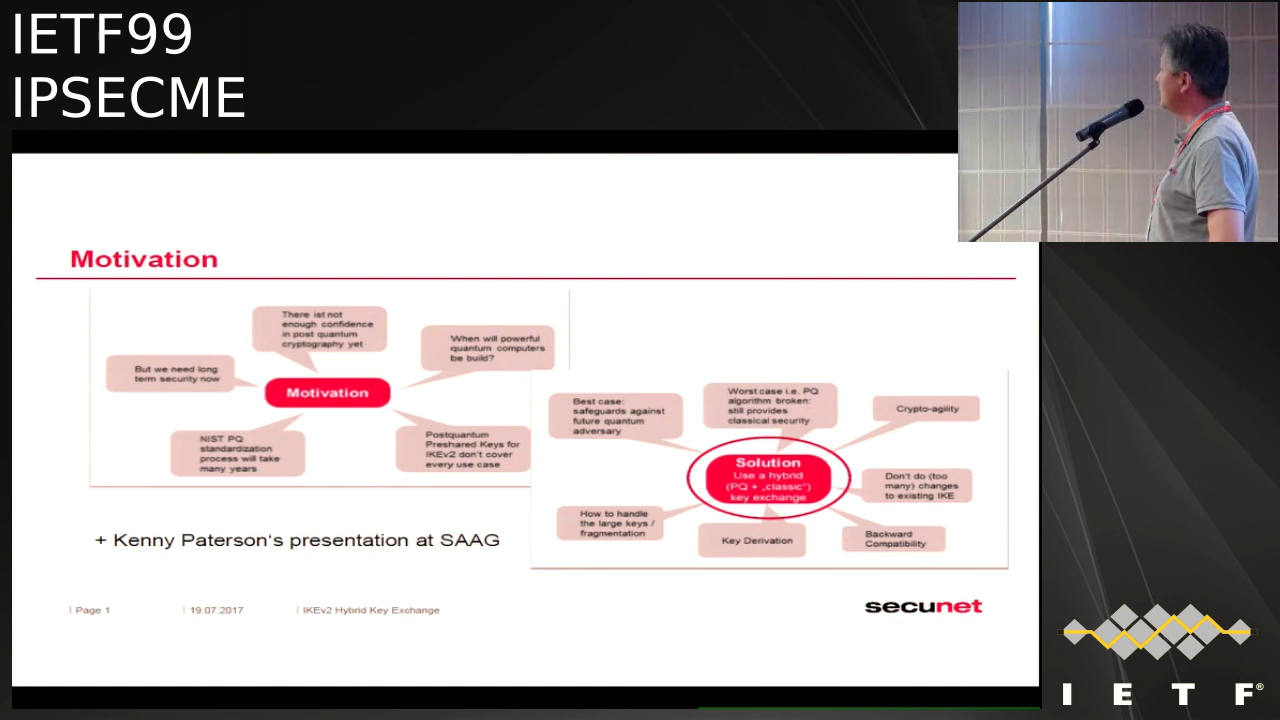 IETF99
IPSECME
Motivation
There ist not
enough confidence
in post quantum
cryptography yet
When will powerful
quantum computers
be build?
But we need long
term security now
Motivation
NIST PQ
standardization
process will take
many years
Postquantum
Preshared Keys for
IKEv2 don't cover
every use case
Best case:
safeguards against
future quantum
adversary
Worst case i.e. PQ
algorithm broken:
still provides
classical security
Crypto-agility
Solution
Use a hybrid
(PQ + „classic“)
key exchange
Don't do (too
many) changes
to existing IKE
How to handle
the large keys /
fragmentation
Key Derivation
Backward
Compatibility
+ Kenny Paterson's presentation at SAAG
Page 1
19.07.2017
IKEv2 Hybrid Key Exchange
secunet
I E T F®